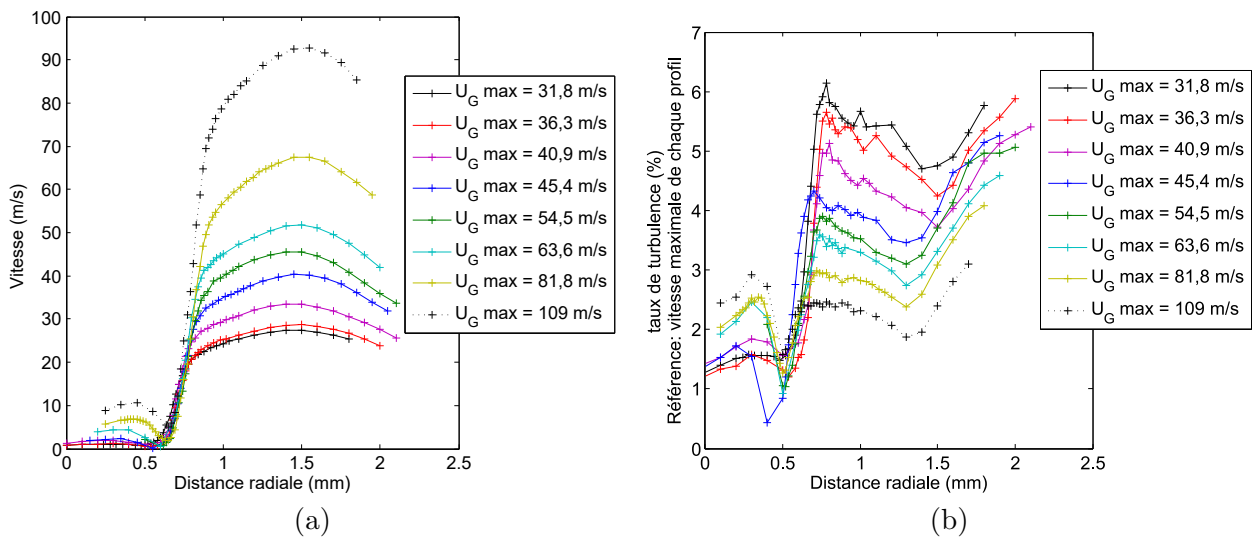 100
90
80
70
60
50
40
30
20
10
0
Vitesse (m/s)
0
0.5
1
1.5
2
2.5
Distance radiale (mm)
U_G max = 31,8 m/s
U_G max = 36,3 m/s
U_G max = 40,9 m/s
U_G max = 45,4 m/s
U_G max = 54,5 m/s
U_G max = 63,6 m/s
U_G max = 81,8 m/s
U_G max = 109 m/s
(a)
7
6
5
4
3
2
1
0
taux de turbulence (%)
Référence: vitesse maximale de chaque profil
0
0.5
1
1.5
2
2.5
Distance radiale (mm)
U_G max = 31,8 m/s
U_G max = 36,3 m/s
U_G max = 40,9 m/s
U_G max = 45,4 m/s
U_G max = 54,5 m/s
U_G max = 63,6 m/s
U_G max = 81,8 m/s
U_G max = 109 m/s
(b)